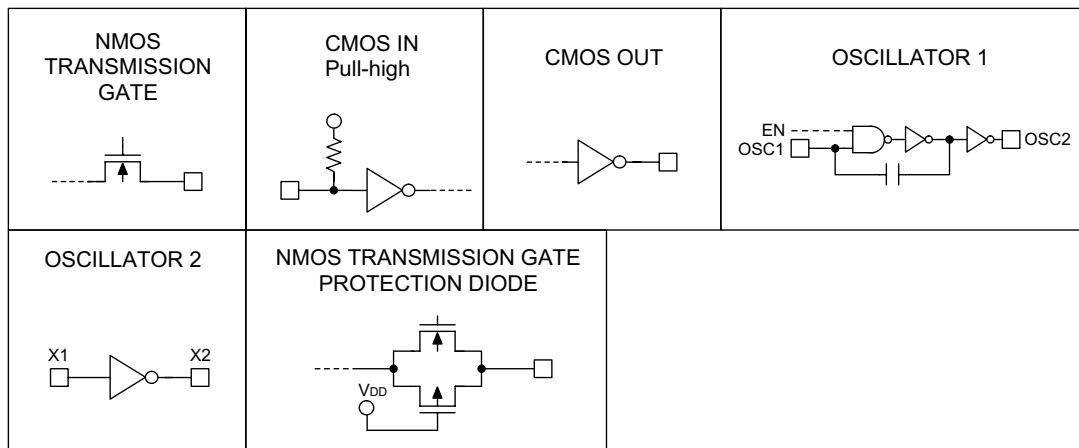 NMOS
TRANSMISSION
GATE
CMOS IN
Pull-high
CMOS OUT
OSCILLATOR 1
EN
OSC1
OSC2
OSCILLATOR 2
X1
X2
NMOS TRANSMISSION GATE
PROTECTION DIODE
VDD